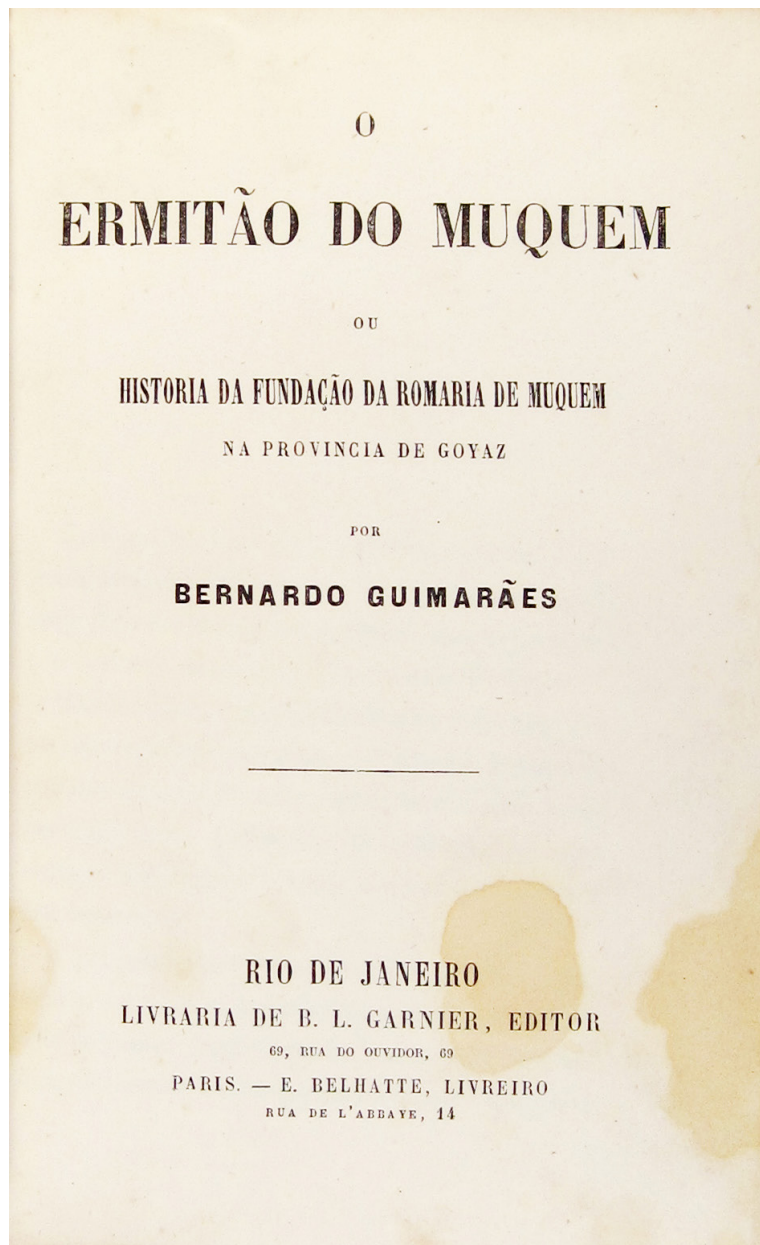 O
ERMITÃO DO MUQUEM
OU
HISTORIA DA FUNDAÇÃO DA ROMARIA DE MUQUEM
NA PROVINCIA DE GOYAZ
POR
BERNARDO GUIMARÃES
RIO DE JANEIRO
LIVRARIA DE B. L. GARNIER, EDITOR
69, RUA DO OUVIDOR, 69
PARIS. — E. BELHATTE, LIVREIRO
RUA DE L'ABBAYE, 14